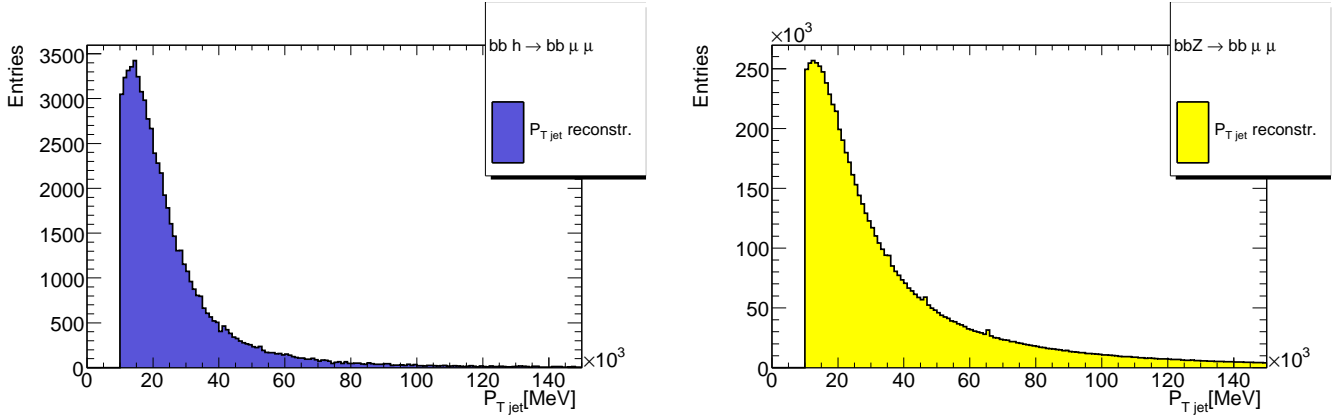 bb h → bb μ μ
P_T jet reconstr.
Entries
3500
3000
2500
2000
1500
1000
500
0
0 20 40 60 80 100 120 140
×10³
P_T jet[MeV]
×10³
bbZ → bb μ μ
P_T jet reconstr.
Entries
250
200
150
100
50
0
0 20 40 60 80 100 120 140
×10³
P_T jet[MeV]